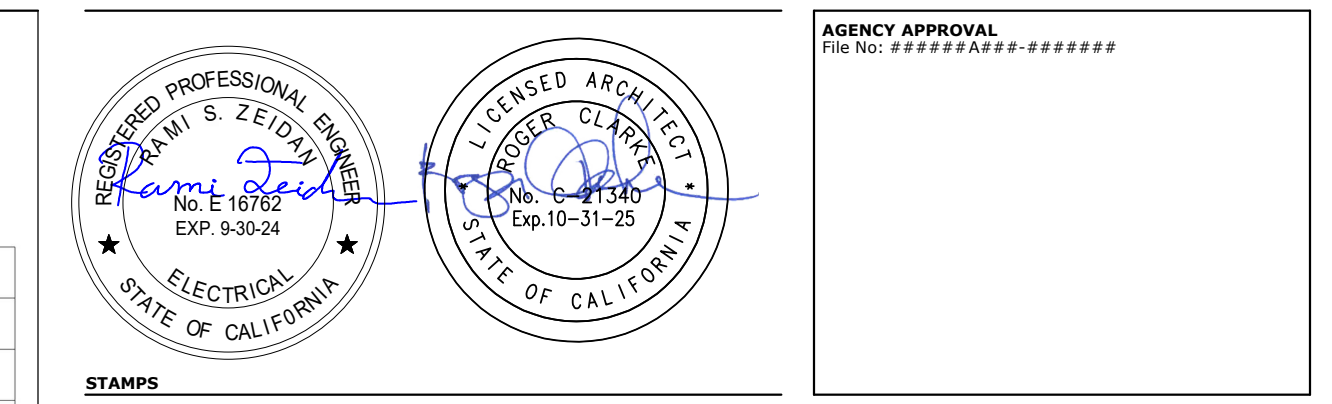 REGISTERED PROFESSIONAL ENGINEER
RAMI S. ZEIDAN
Rami Zeidan
No. E 16762
EXP. 9-30-24
ELECTRICAL
STATE OF CALIFORNIA
LICENSED ARCHITECT
ROGER CLARKE
No. C-21340
Exp.10-31-25
STATE OF CALIFORNIA
STAMPS
AGENCY APPROVAL
File No: ######A###-#######